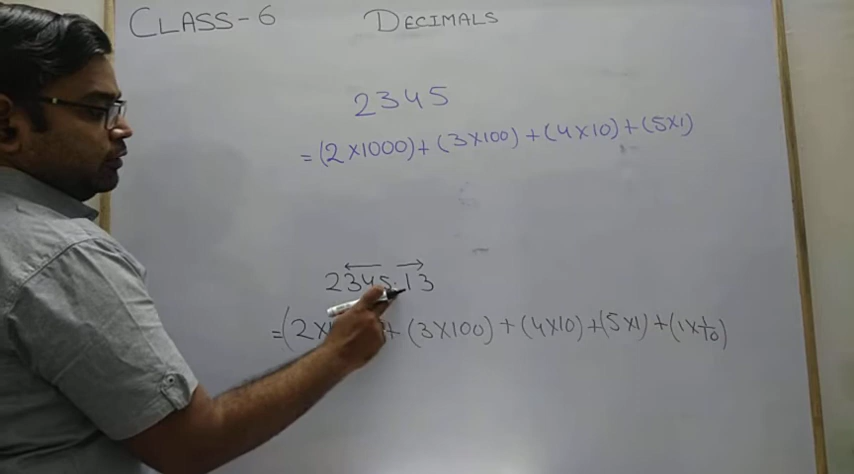 CLASS-6 DECIMALS
2345
=(2×1000)+(3×100)+(4×10)+(5×1)
2345.13
=(2× + (3×100)+(4×10)+(5×1)+(1×1/10)